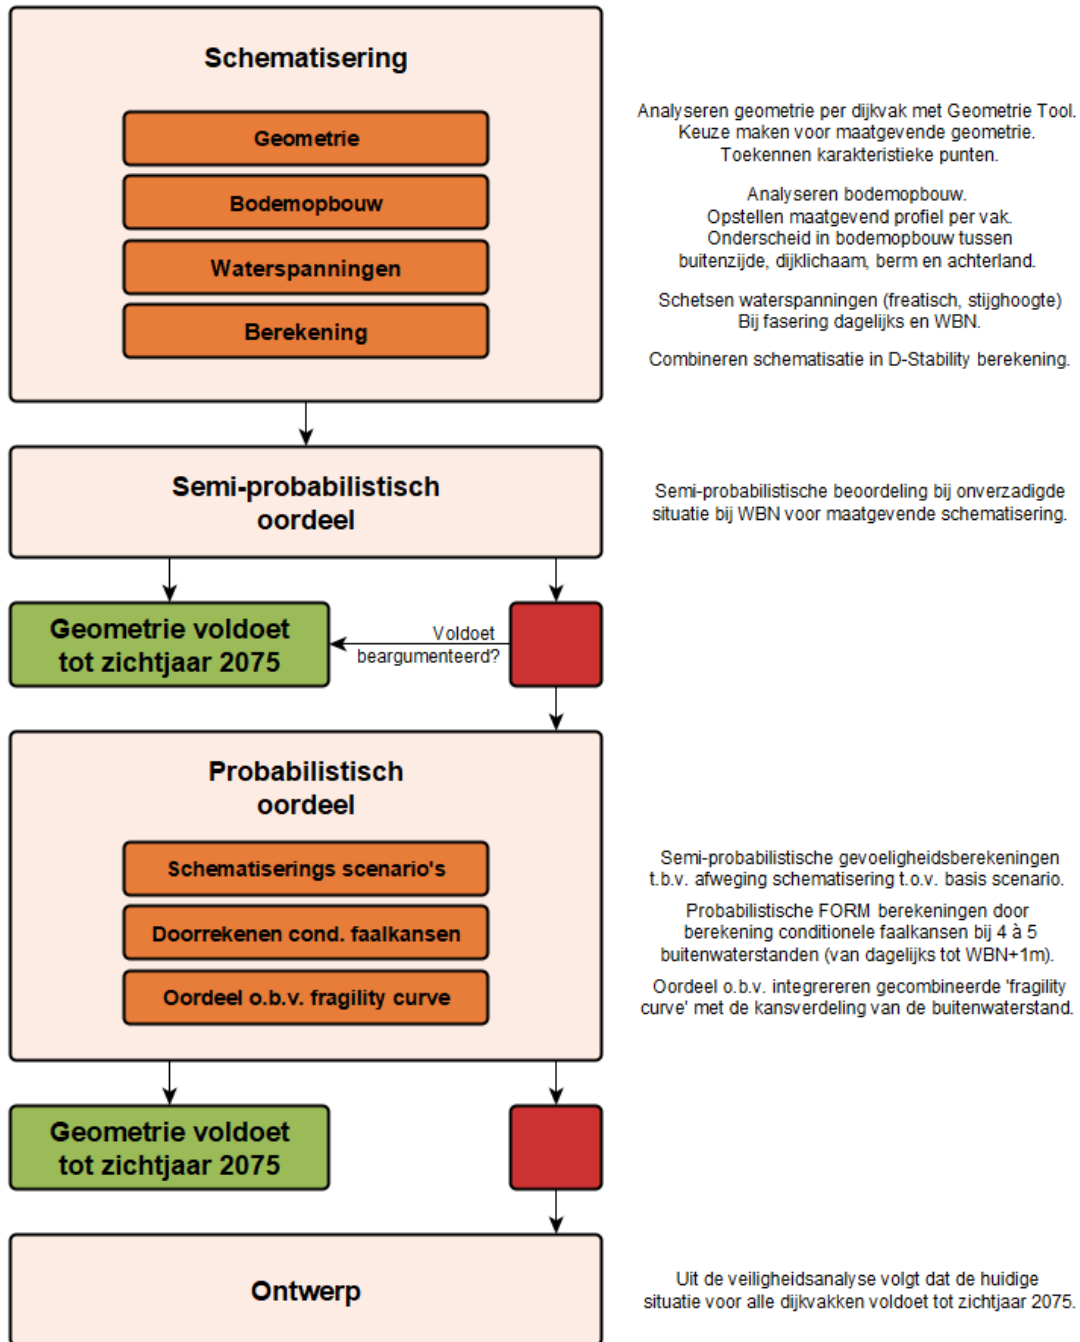 Schematisering
Geometrie
Bodemopbouw
Waterspanningen
Berekening
Analyseren geometrie per dijkvak met Geometrie Tool.
Keuze maken voor maatgevende geometrie.
Toekennen karakteristieke punten.
Analyseren bodemopbouw.
Opstellen maatgevend profiel per vak.
Onderscheid in bodemopbouw tussen
buitenzijde, dijklichaam, berm en achterland.
Schetsen waterspanningen (freatisch, stijghoogte)
Bij fasering dagelijks en WBN.
Combineren schematisatie in D-Stability berekening.
Semi-probabilistisch
oordeel
Semi-probabilistische beoordeling bij onverzadigde
situatie bij WBN voor maatgevende schematisering.
Geometrie voldoet
tot zichtjaar 2075
Voldoet
beargumenteerd?
Probabilistisch
oordeel
Schematiserings scenario's
Doorrekenen cond. faalkansen
Oordeel o.b.v. fragility curve
Semi-probabilistische gevoeligheidsberekeningen
t.b.v. afweging schematisering t.o.v. basis scenario.
Probabilistische FORM berekeningen door
berekening conditionele faalkansen bij 4 à 5
buitenwaterstanden (van dagelijks tot WBN+1m).
Oordeel o.b.v. integrereren gecombineerde 'fragility
curve' met de kansverdeling van de buitenwaterstand.
Geometrie voldoet
tot zichtjaar 2075
Ontwerp
Uit de veiligheidsanalyse volgt dat de huidige
situatie voor alle dijkvakken voldoet tot zichtjaar 2075.